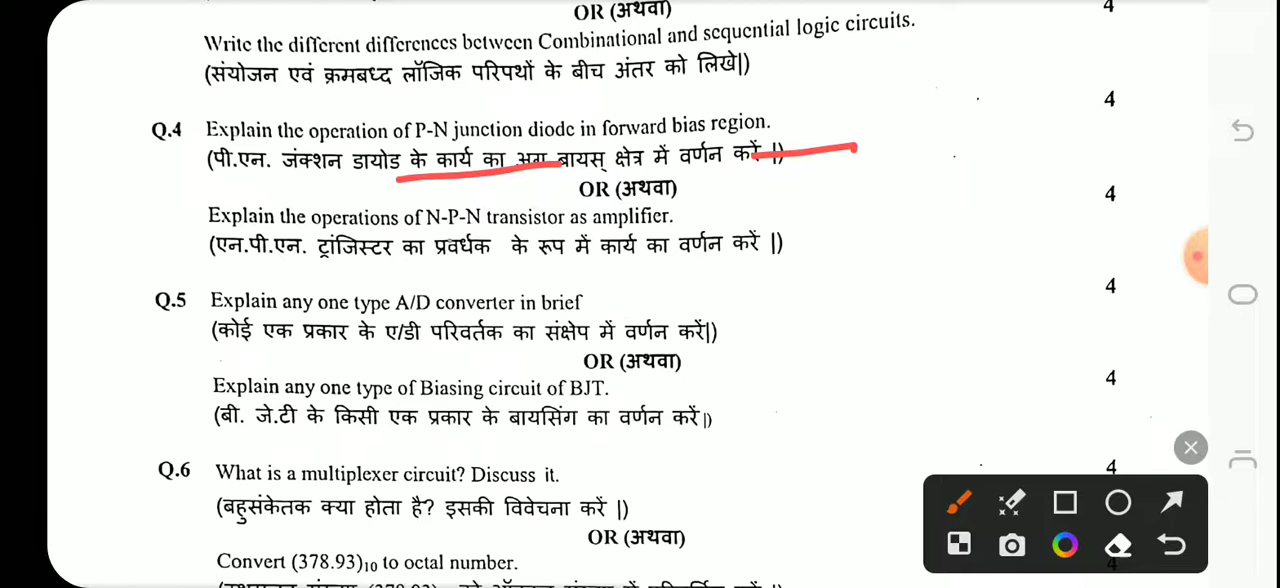 OR (अथवा)
4
Write the different differences between Combinational and sequential logic circuits.
(संयोजन एवं क्रमबध्द लॉजिक परिपथों के बीच अंतर को लिखे|)
4
Q.4 Explain the operation of P-N junction diode in forward bias region.
(पी.एन. जंक्शन डायोड के कार्य का अग्र बायस् क्षेत्र में वर्णन करें |)
OR (अथवा)
4
Explain the operations of N-P-N transistor as amplifier.
(एन.पी.एन. ट्रांजिस्टर का प्रवर्धक के रूप में कार्य का वर्णन करें |)
4
Q.5 Explain any one type A/D converter in brief
(कोई एक प्रकार के ए/डी परिवर्तक का संक्षेप में वर्णन करें|)
OR (अथवा)
4
Explain any one type of Biasing circuit of BJT.
(बी. जे.टी के किसी एक प्रकार के बायसिंग का वर्णन करें|)
4
Q.6 What is a multiplexer circuit? Discuss it.
(बहुसंकेतक क्या होता है? इसकी विवेचना करें |)
OR (अथवा)
4
Convert (378.93)₁₀ to octal number.